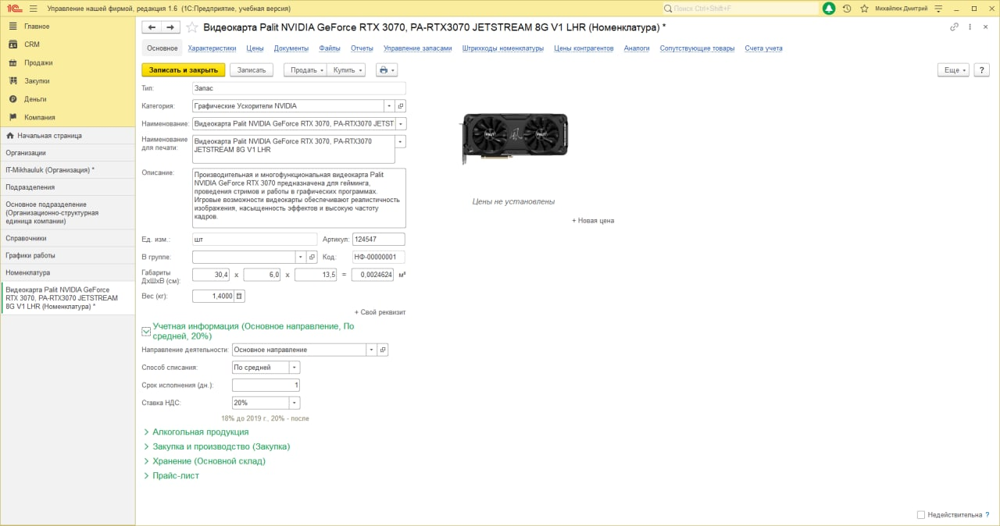 1С Управление нашей фирмой, редакция 1.6 (1С:Предприятие, учебная версия)
Поиск Ctrl+Shift+F
Михайлюк Дмитрий
Главное
CRM
Продажи
Закупки
Деньги
Компания
Начальная страница
Организации
IT-Mikhauluk (Организация) *
Подразделения
Основное подразделение
(Организационно-структурная
единица компании)
Справочники
Графики работы
Номенклатура
Видеокарта Palit NVIDIA GeForce
RTX 3070, PA-RTX3070 JETSTREAM
8G V1 LHR (Номенклатура) *
Видеокарта Palit NVIDIA GeForce RTX 3070, PA-RTX3070 JETSTREAM 8G V1 LHR (Номенклатура) *
Основное Характеристики Цены Документы Файлы Отчеты Управление запасами Штрихкоды номенклатуры Цены контрагентов Аналоги Сопутствующие товары Счета учета
Записать и закрыть Записать Продать Купить Еще ?
Тип: Запас
Категория: Графические Ускорители NVIDIA
Наименование: Видеокарта Palit NVIDIA GeForce RTX 3070, PA-RTX3070 JETST
Наименование
для печати:
Видеокарта Palit NVIDIA GeForce RTX 3070, PA-RTX3070
JETSTREAM 8G V1 LHR
Описание:
Производительная и многофункциональная видеокарта Palit
NVIDIA GeForce RTX 3070 предназначена для гейминга,
проведения стримов и работы в графических программах.
Игровые возможности видеокарты обеспечивают реалистичность
изображения, насыщенность эффектов и высокую частоту
кадров.
PALIT PALIT
Цены не установлены
+ Новая цена
Ед. изм.: шт Артикул: 124547
В группе: Код: НФ-00000001
Габариты
ДхШхВ (см):
30,4 x 6,0 x 13,5 = 0,0024624 м³
Вес (кг): 1,4000
+ Свой реквизит
Учетная информация (Основное направление, По
средней, 20%)
Направление деятельности: Основное направление
Способ списания: По средней
Срок исполнения (дн.): 1
Ставка НДС: 20%
18% до 2019 г., 20% - после
Алкогольная продукция
Закупка и производство (Закупка)
Хранение (Основной склад)
Прайс-лист
Недействительна ?